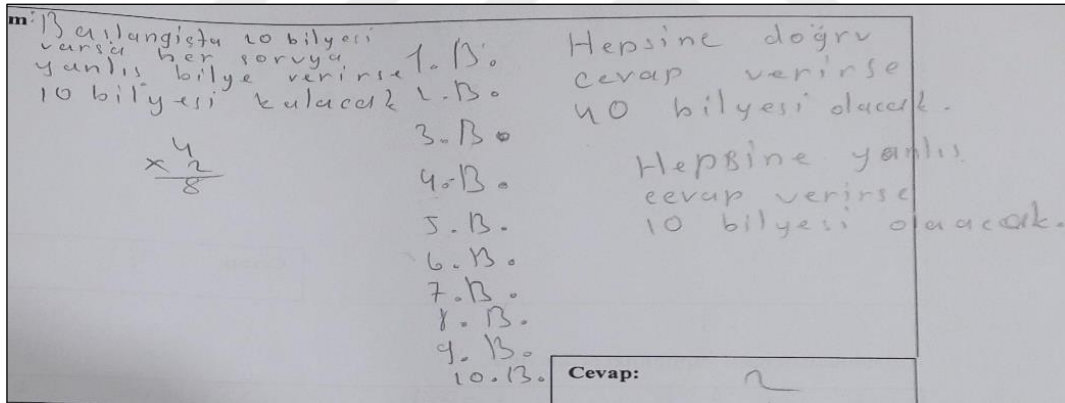 m:
Başlangıçta 20 bilyesi
varsa her soruya
yanlış bilye verirse
10 bilyesi kalacak
4
× 2
8
1. B.
2. B.
3. B.
4. B.
5. B.
6. B.
7. B.
8. B.
9. B.
10. B.
Hepsine doğru
cevap verirse
40 bilyesi olacak.
Hepsine yanlış
cevap verirse
10 bilyesi olacak.
Cevap: 2